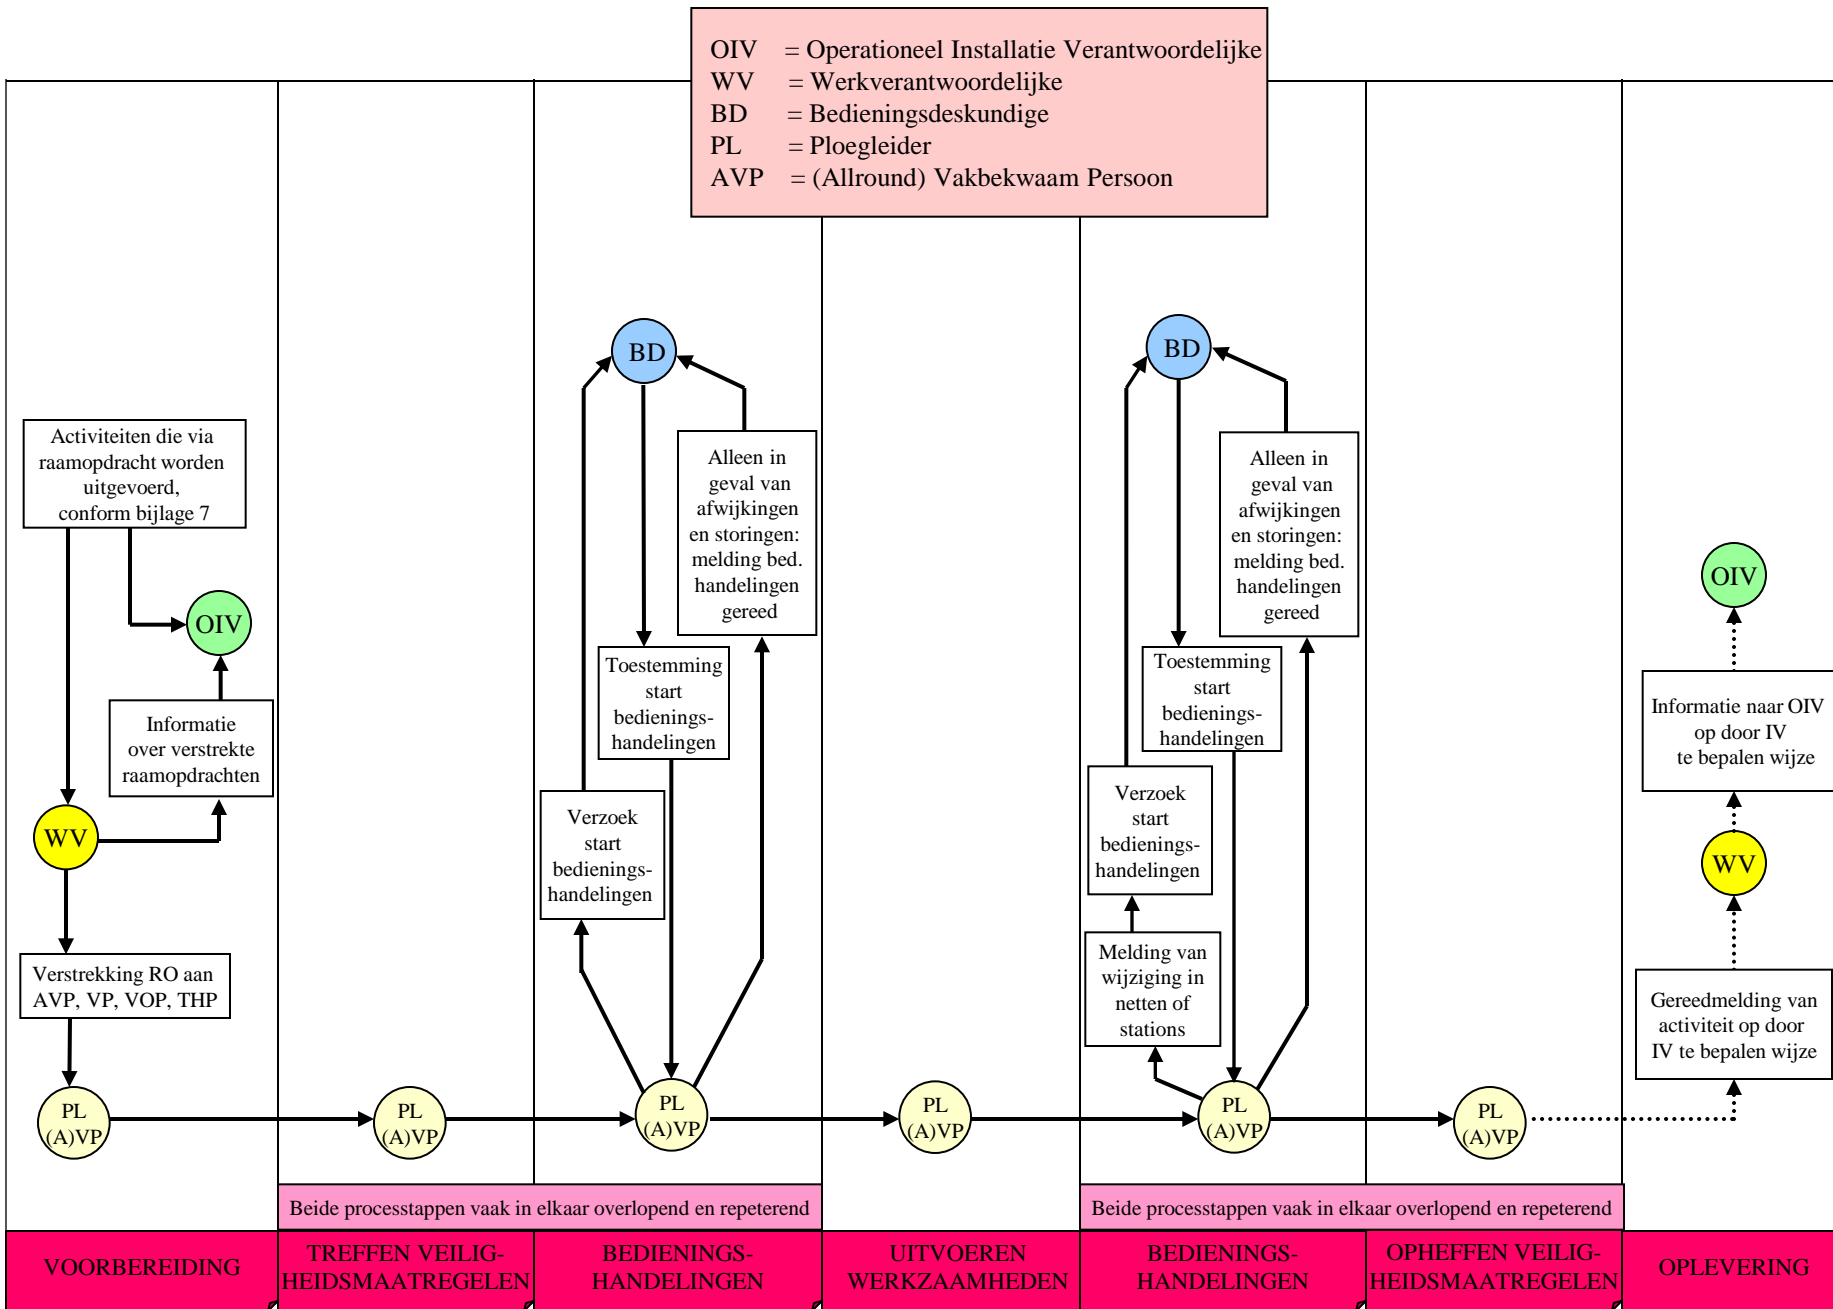 OIV = Operationeel Installatie Verantwoordelijke
WV = Werkverantwoordelijke
BD = Bedieningsdeskundige
PL = Ploegleider
AVP = (Allround) Vakbekwaam Persoon
Activiteiten die via
raamopdracht worden
uitgevoerd,
conform bijlage 7
OIV
Informatie
over verstrekte
raamopdrachten
WV
Verstrekking RO aan
AVP, VP, VOP, THP
PL
(A)VP
PL
(A)VP
BD
Alleen in
geval van
afwijkingen
en storingen:
melding bed.
handelingen
gereed
Toestemming
start
bedienings-
handelingen
Verzoek
start
bedienings-
handelingen
PL
(A)VP
PL
(A)VP
BD
Alleen in
geval van
afwijkingen
en storingen:
melding bed.
handelingen
gereed
Toestemming
start
bedienings-
handelingen
Verzoek
start
bedienings-
handelingen
Melding van
wijziging in
netten of
stations
PL
(A)VP
PL
(A)VP
OIV
Informatie naar OIV
op door IV
te bepalen wijze
WV
Gereedmelding van
activiteit op door
IV te bepalen wijze
Beide processtappen vaak in elkaar overlopend en repeterend
Beide processtappen vaak in elkaar overlopend en repeterend
VOORBEREIDING
TREFFEN VEILIG-
HEIDSMAATREGELEN
BEDIENINGS-
HANDELINGEN
UITVOEREN
WERKZAAMHEDEN
BEDIENINGS-
HANDELINGEN
OPHEFFEN VEILIG-
HEIDSMAATREGELEN
OPLEVERING